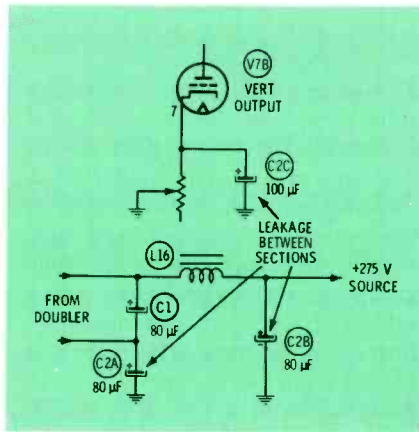 V7B
VERT
OUTPUT
7
C2C
100 µF
LEAKAGE
BETWEEN
SECTIONS
L16
+275 V
SOURCE
FROM
DOUBLER
C1
80 µF
C2A
80 µF
C2B
80 µF